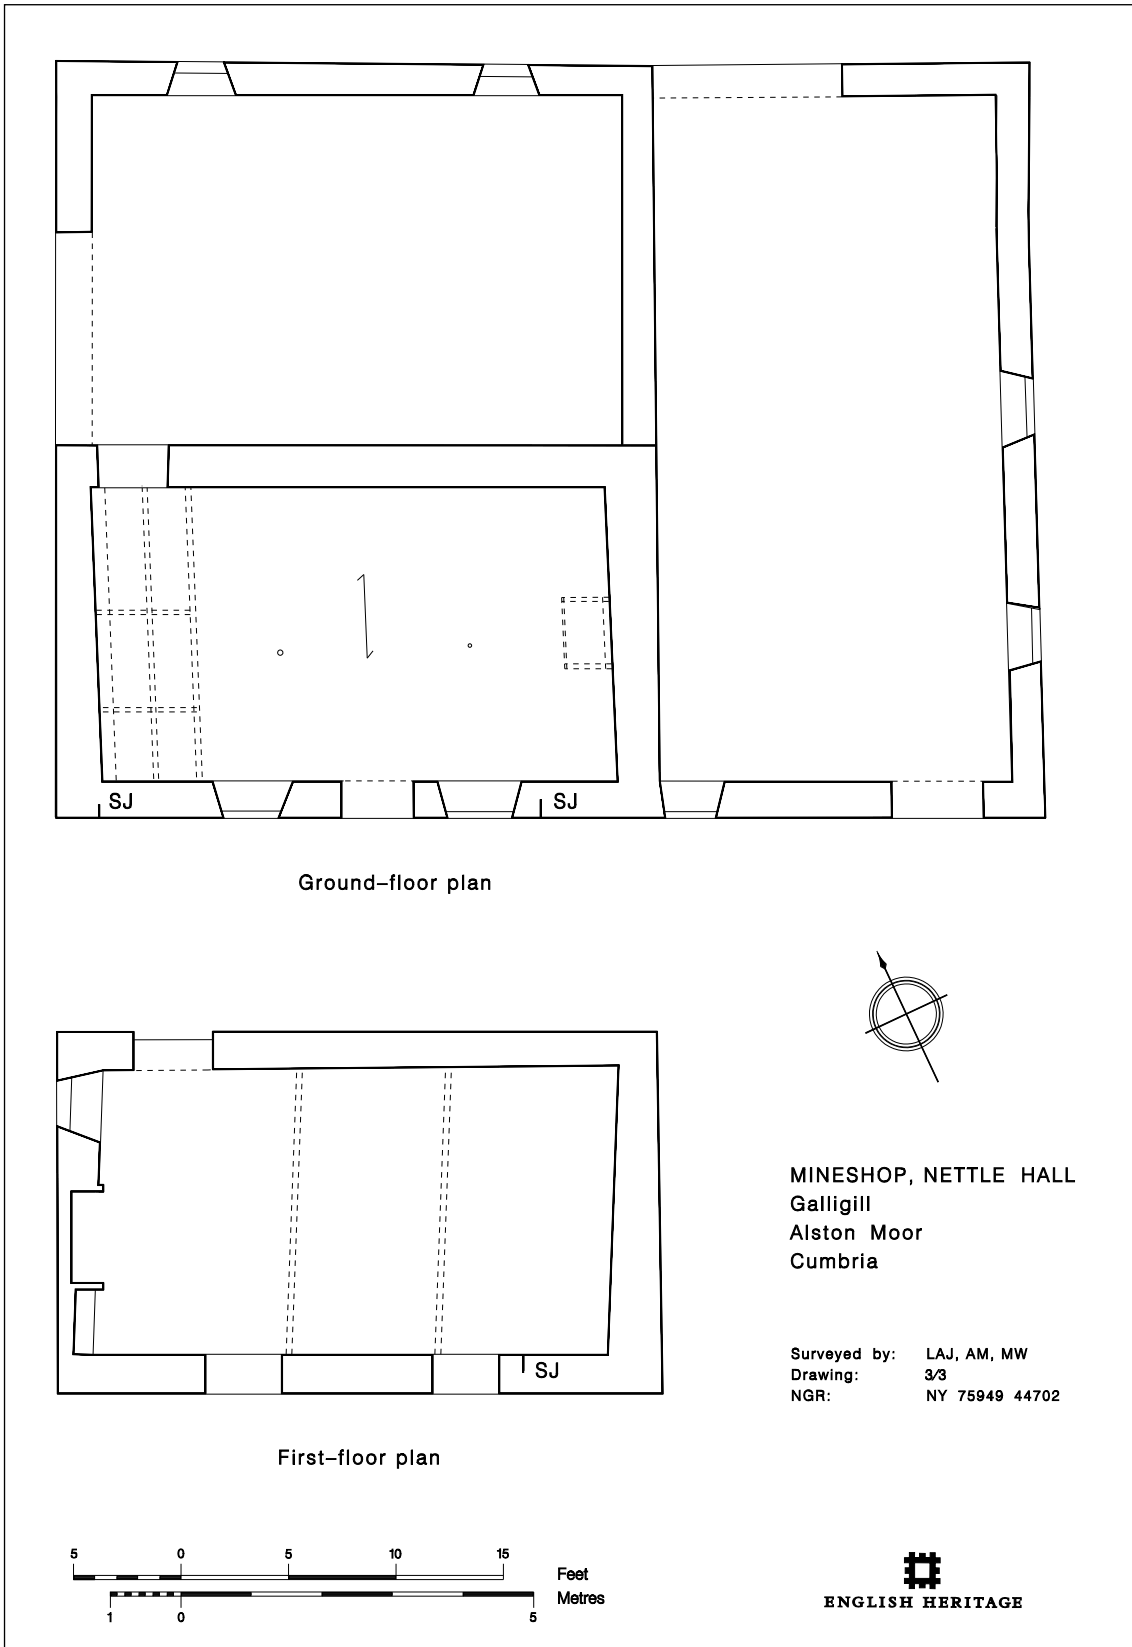 SJ SJ
Ground-floor plan
MINESHOP, NETTLE HALL
Galligill
Alston Moor
Cumbria
Surveyed by: LAJ, AM, MW
Drawing: 3/3
NGR: NY 75949 44702
SJ
First-floor plan
5 0 5 10 15
Feet
Metres
1 0 5
ENGLISH HERITAGE